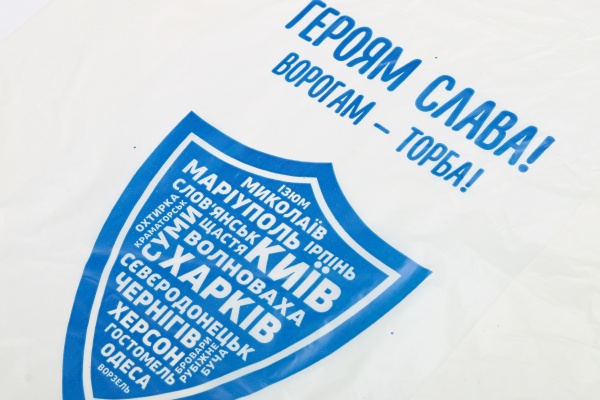 ГЕРОЯМ СЛАВА!
ВОРОГАМ – ТОРБА!
ІЗЮМ
МИКОЛАЇВ
МАРІУПОЛЬ ІРПІНЬ
СЛОВ'ЯНСЬК КИЇВ
ОХТИРКА
КРАМАТОРСЬК
ЩАСТЯ
СУМИ
ВОЛНОВАХА
ХАРКІВ
СЄВЄРОДОНЕЦЬК
ЧЕРНІГІВ
ХЕРСОН
БРОВАРИ
ГОСТОМЕЛЬ
РУБІЖНЕ
ОДЕСА
БУЧА
ВОРЗЕЛЬ